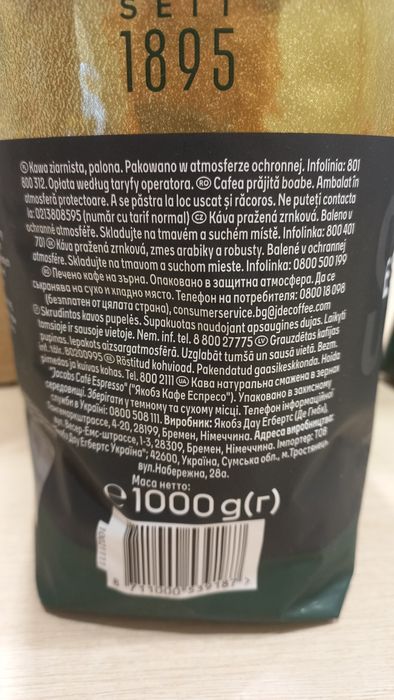 SEIT
1895
PL Kawa ziarnista, palona. Pakowano w atmosferze ochronnej. Infolinia: 801
800 312. Opłata według taryfy operatora. RO Cafea prăjită boabe. Ambalat în
atmosferă protectoare. A se păstra la loc uscat și răcoros. Ne puteți contacta
la: 0213808595 (număr cu tarif normal) CZ Káva pražená zrnková. Baleno v
ochranné atmosféře. Skladujte na tmavém a suchém místě. Infolinka: 800 400
701 Káva pražená zrnková, zmes arabiky a robusty. Balené v ochrannej
atmosfére. Skladujte na tmavom a suchom mieste. Infolinka: 0800 500 199
Печено кафе на зърна. Опаковано в защитна атмосфера. Да се
съхранява на сухо и хладно място. Телефон на потребителя: 0800 18 098
(безплатен от цялата страна), consumerservice.bg@jdecoffee.com
Skrudintos kavos pupelės. Supakuotas naudojant apsaugines dujas. Laikyti
tamsioje ir sausoje vietoje. Nem. inf. tel. 8 800 27775 Grauzdētas kafijas
pupiņas. Iepakots aizsargatmosfērā. Uzglabāt tumšā un sausā vietā. Bezm.
inf. tālr. 80200995 Röstitud kohvioad. Pakendatud gaasikeskkonda. Hoida
pimedas ja kuivas kohas. Tel. 800 2111 UA Кава натуральна смажена в зернах
"Jacobs Café Espresso" ("Якобз Кафе Еспресо"). Упаковано в захисному
середовищі. Зберігати у темному та сухому місці. Телефон інформаційної
служби в Україні: 0800 508 111. Виробник: Якобз Дау Егбертс (Де ГмбХ),
4-20, 28199, Бремен, Німеччина. Адреса виробництва:
вул. Везер-Емс-штрассе, 1-3, 28309, Бремен, Німеччина. Імпортер: ТОВ
Дау Егбертс Україна"; 42600, Україна, Сумська обл., м.Тростянець,
вул.Набережна, 28а.
Маса нетто:
℮ 1000 g(г)
8 711000 539187